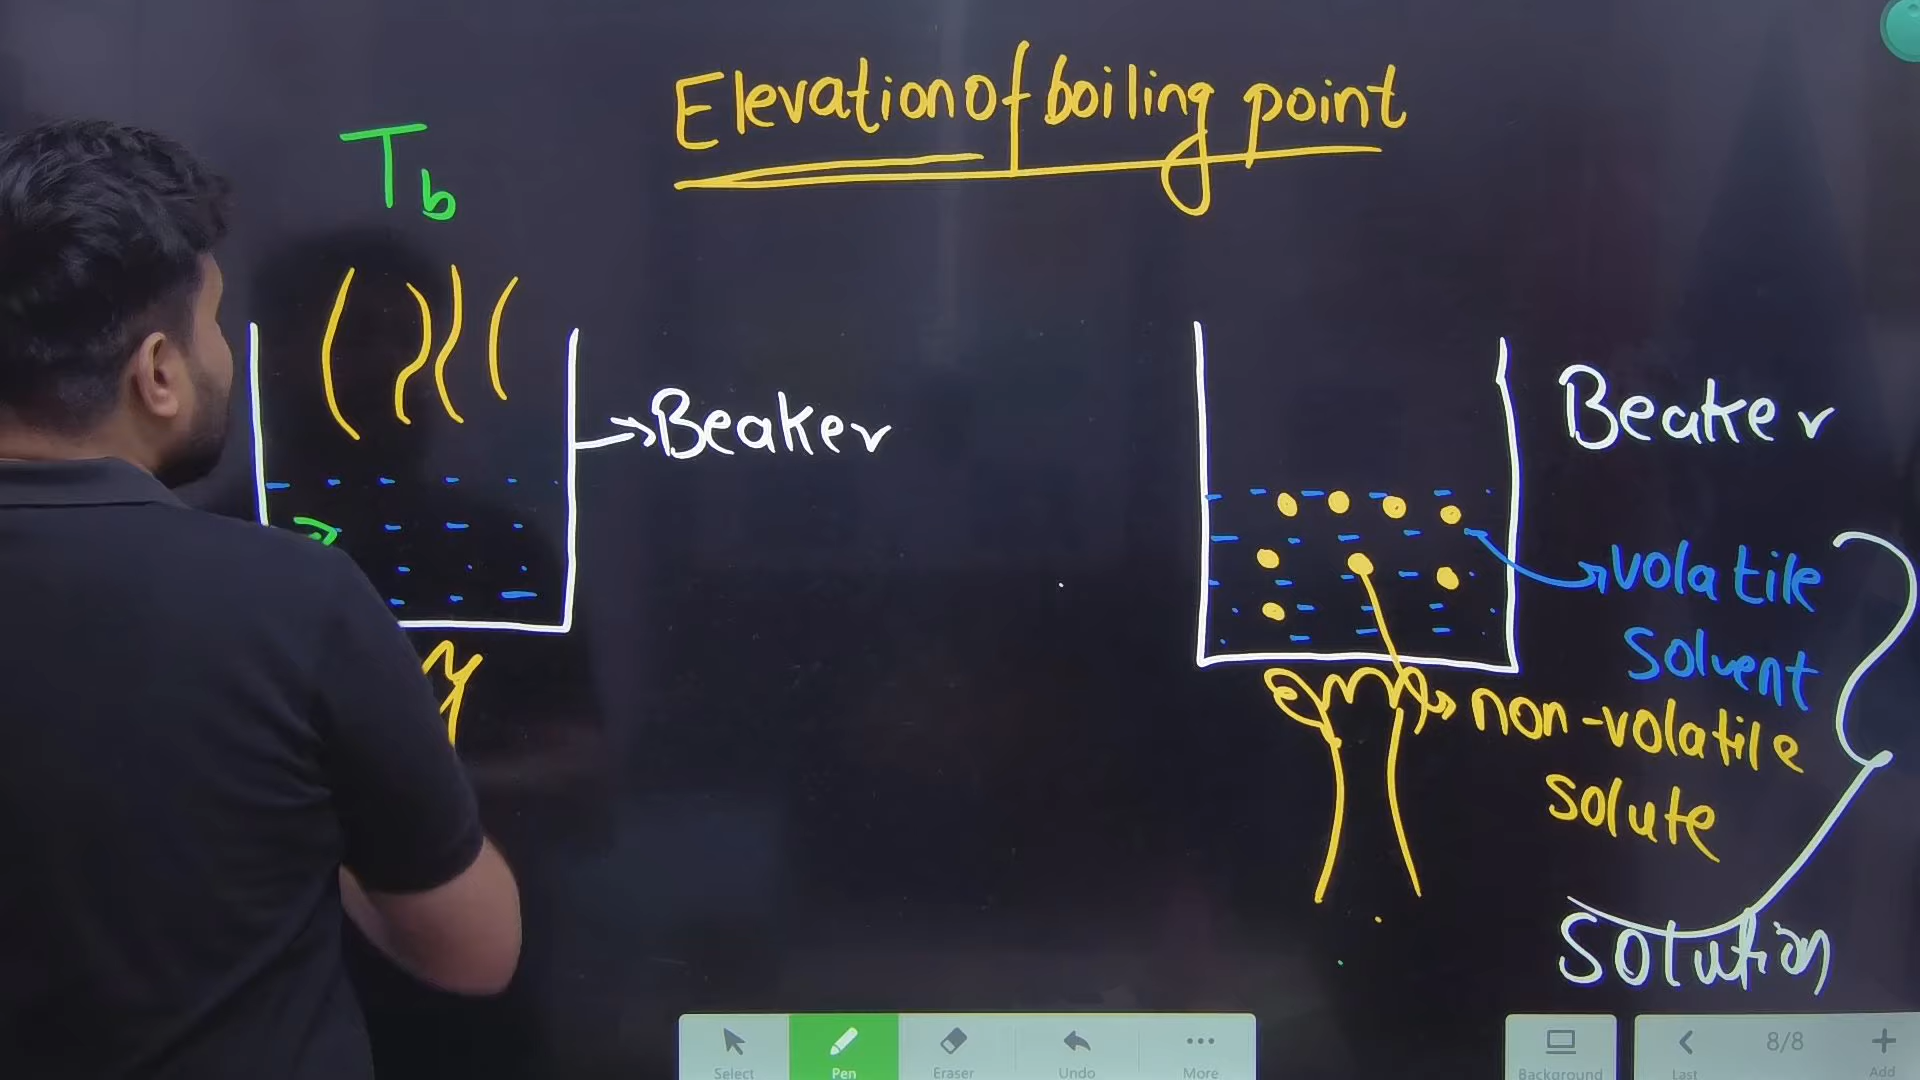 Elevation of boiling point
Tb
Beaker
Beaker
volatile
solvent
non-volatile
solute
Solution
Select
Pen
Eraser
Undo
More
Background
Last
8/8
Add